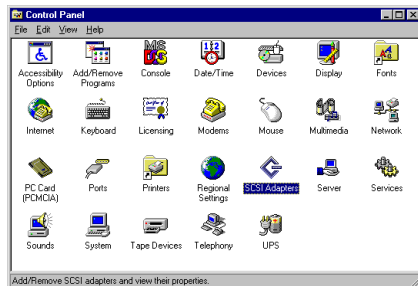 Control Panel
File Edit View Help
MS
DOS
Accessibility Options
Add/Remove Programs
Console
Date/Time
Devices
Display
Fonts
Internet
Keyboard
Licensing
Modems
Mouse
Multimedia
Network
PC Card (PCMCIA)
Ports
Printers
Regional Settings
SCSI Adapters
Server
Services
Sounds
System
Tape Devices
Telephony
UPS
Add/Remove SCSI adapters and view their properties.